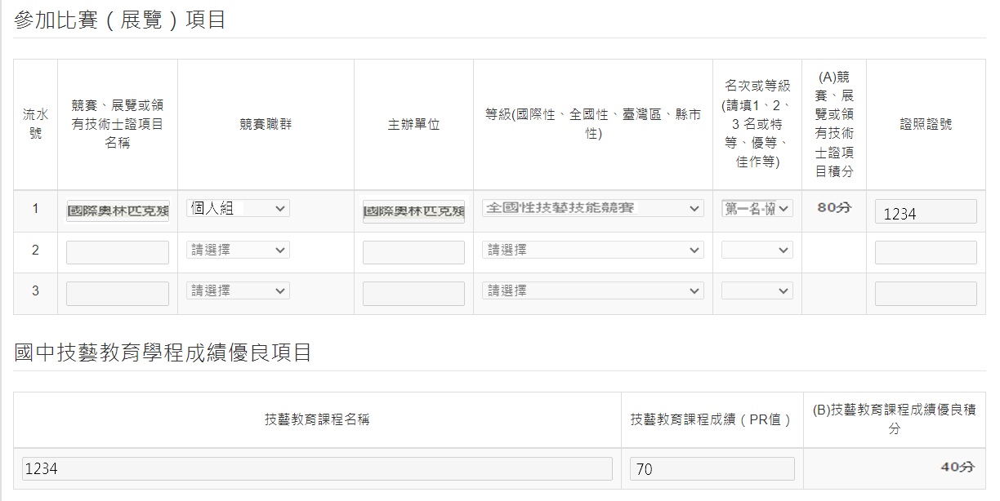 參加比賽（展覽）項目
流水號
競賽、展覽或領有技術士證項目名稱
競賽職群
主辦單位
等級(國際性、全國性、臺灣區、縣市性)
名次或等級(請填1、2、3 名或特等、優等、佳作等)
(A)競賽、展覽或領有技術士證項目積分
證照證號
1
國際奧林匹克
個人組
國際奧林匹克
全國性技藝技能競賽
第一名-
80分
1234
2
請選擇
請選擇
3
請選擇
請選擇
國中技藝教育學程成績優良項目
技藝教育課程名稱
技藝教育課程成績（PR值）
(B)技藝教育課程成績優良積分
1234
70
40分